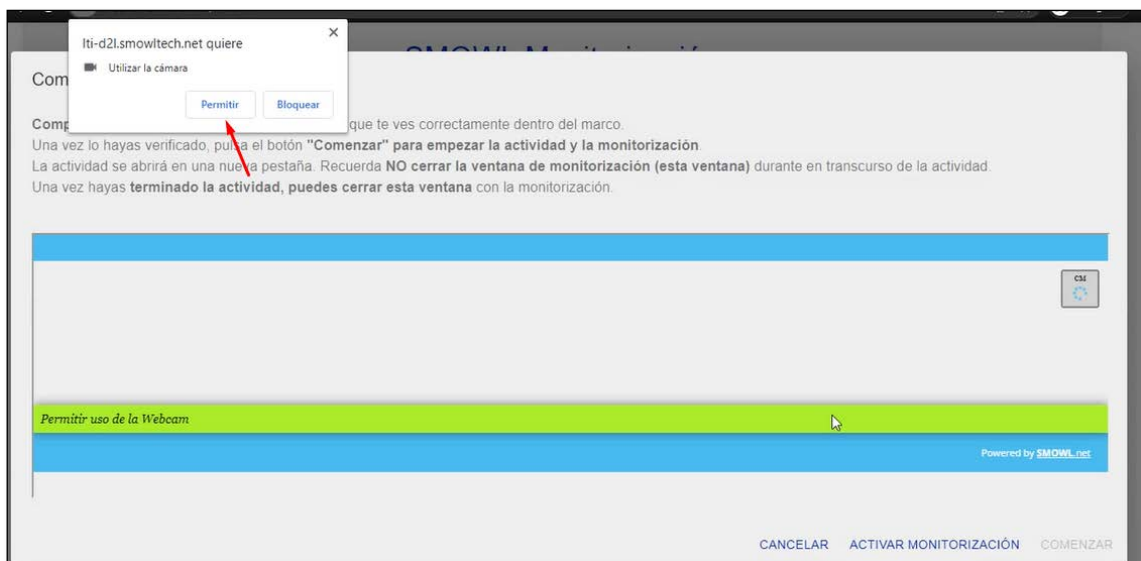 lti-d2l.smowltech.net quiere
Utilizar la cámara
Permitir
Bloquear
Com
Comp que te ves correctamente dentro del marco.
Una vez lo hayas verificado, pulsa el botón "Comenzar" para empezar la actividad y la monitorización.
La actividad se abrirá en una nueva pestaña. Recuerda NO cerrar la ventana de monitorización (esta ventana) durante en transcurso de la actividad.
Una vez hayas terminado la actividad, puedes cerrar esta ventana con la monitorización.
CM
Permitir uso de la Webcam
Powered by SMOWL.net
CANCELAR
ACTIVAR MONITORIZACIÓN
COMENZAR